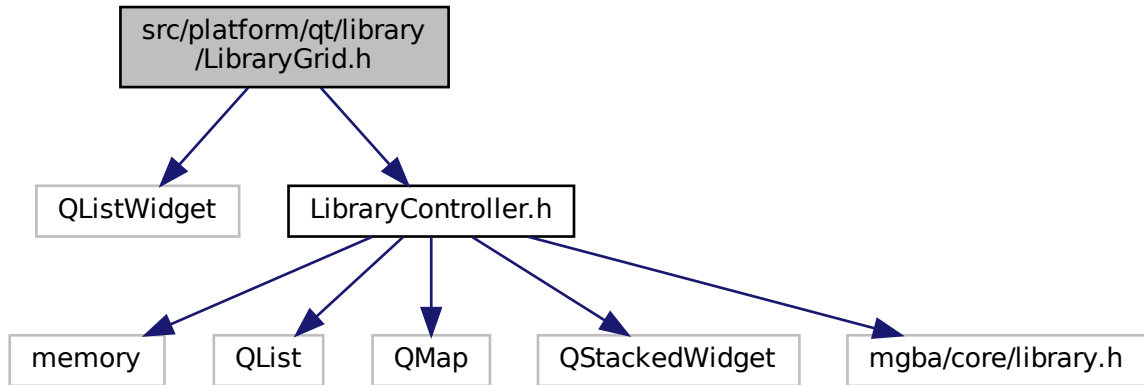 src/platform/qt/library
/LibraryGrid.h
QListWidget
LibraryController.h
memory
QList
QMap
QStackedWidget
mgba/core/library.h